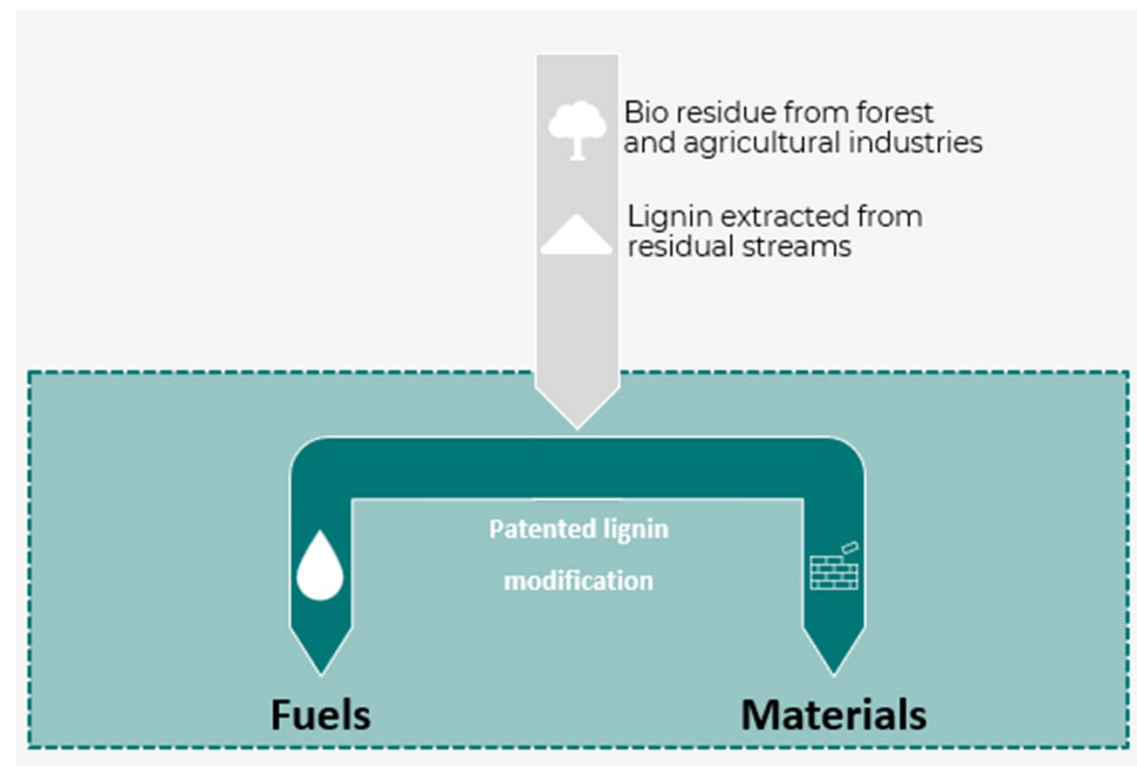 Bio residue from forest
and agricultural industries
Lignin extracted from
residual streams
Patented lignin
modification
Fuels
Materials